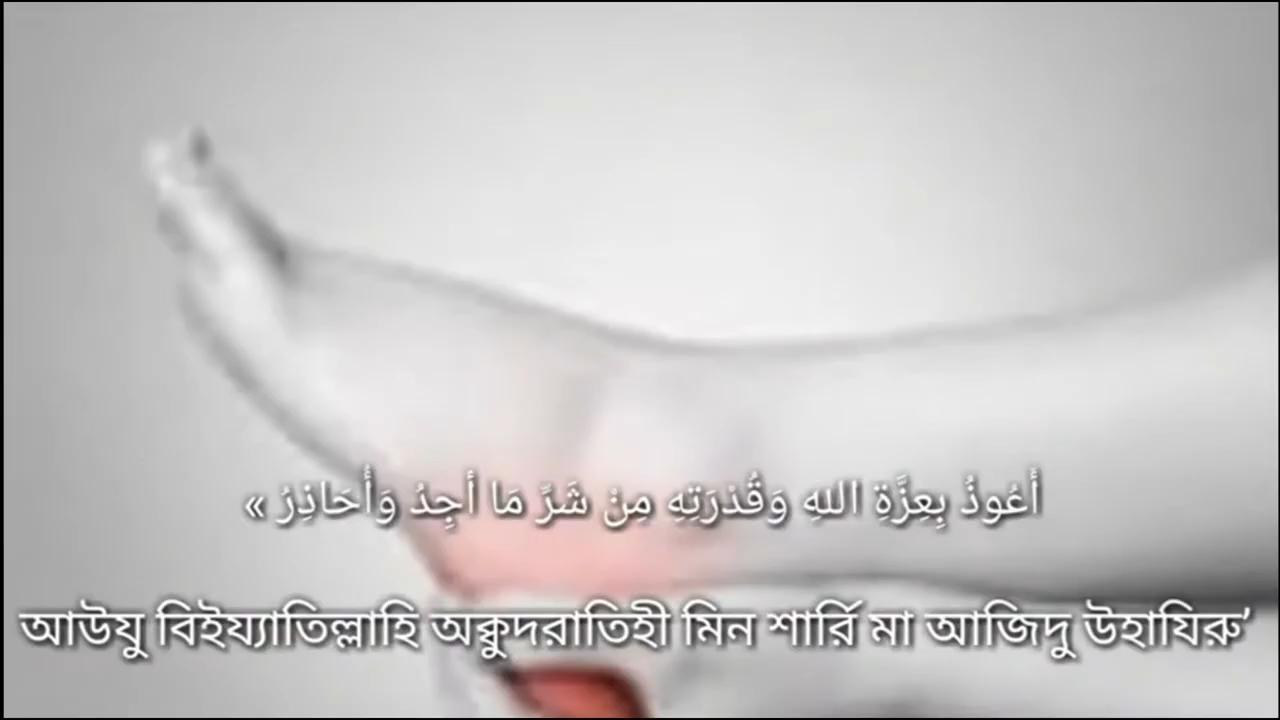 أَعُوذُ بِعِزَّةِ اللهِ وَقُدْرَتِهِ مِنْ شَرِّ مَا أَجِدُ وَأُحَاذِرُ »
আউযু বিইয্যাতিল্লাহি অক্বুদরাতিহী মিন শার্রি মা আজিদু উহাযিরু’